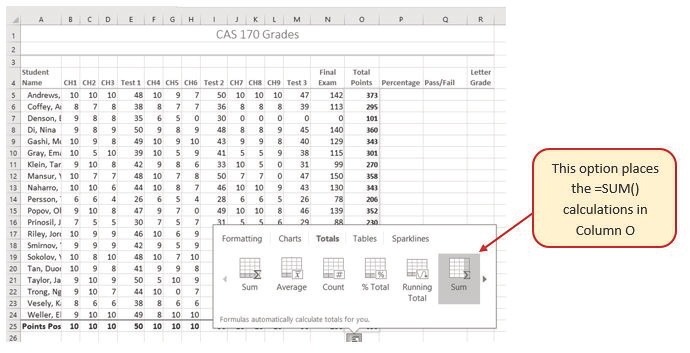 A B C D E F G H I J K L M N O P Q R
1 CAS 170 Grades
2
3 Student Final Total Letter
4 Name CH1 CH2 CH3 Test 1 CH4 CH5 CH6 Test 2 CH7 CH8 CH9 Test 3 Exam Points Percentage Pass/Fail Grade
5 Andrews, 10 10 10 48 10 9 7 50 10 10 10 47 142 373
6 Coffey, 8 7 8 38 8 7 7 36 8 8 8 39 113 295
7 Denson, 9 8 8 35 6 5 0 30 0 0 0 0 0 101
8 Di, Nina 9 8 9 50 9 8 9 48 8 8 9 45 140 360
9 Gashi, 10 9 8 49 10 9 10 43 9 9 8 40 129 343
10 Gray, 10 5 10 39 10 5 9 41 5 5 9 38 115 301
11 Klein, Tar 9 10 8 42 9 8 6 33 10 5 0 31 99 270
12 Mansur, 10 7 7 48 10 7 8 50 7 7 0 47 150 358
13 Naharro, 10 10 6 44 10 8 7 46 10 10 9 43 130 343
14 Persson, 6 6 4 26 6 5 4 28 6 6 5 26 78 206
15 Popov, Ol 9 10 8 47 9 7 0 49 10 10 8 46 139 352
16 Prinosil, J 7 5 5 30 7 5 7 31 5 5 6 29 88 230
17 Riley, 10 9 9 46 10 6 9
18 Smirnov, 9 9 9 42 9 5 9
19 Sokolov, 10 8 10 48 10 7 10
20 Tan, 10 9 8 41 9 9 8
21 Taylor, Ja 9 10 9 50 5 10 9
22 Trong, 9 10 7 44 10 0 7
23 Vesely, 8 6 6 38 8 6 6
24 Weller, 9 10 10 49 8 10 10
25 Points Pos 10 10 10 50 10 10 10
26
Formatting Charts Totals Tables Sparklines
Sum Average Count % Total Running Total Sum
Formulas automatically calculate totals for you.
This option places
the =SUM()
calculations in
Column O